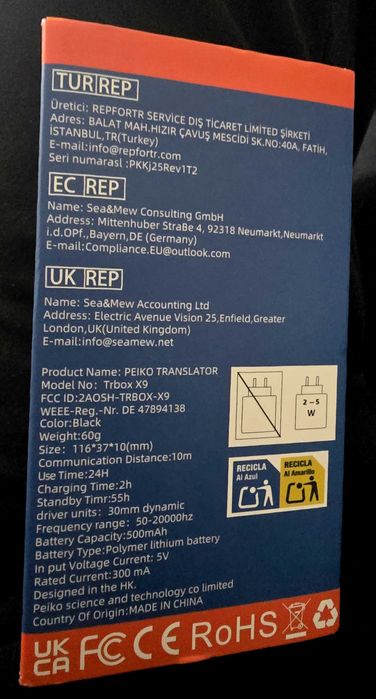 TUR REP
Üretici: REPFORTR SERVICE DIŞ TİCARET LİMİTED ŞİRKETİ
Adres: BALAT MAH.HIZIR ÇAVUŞ MESCİDİ SK.NO:40A, FATİH,
İSTANBUL,TR(Turkey)
E-mail:info@repfortr.com
Seri numarasl :PKKj25Rev1T2
EC REP
Name: Sea&Mew Consulting GmbH
Address: Mittenhuber StraBe 4, 92318 Neumarkt,Neumarkt
i.d.OPf.,Bayern,DE (Germany)
E-mail:Compliance.EU@outlook.com
UK REP
Name: Sea&Mew Accounting Ltd
Address: Electric Avenue Vision 25,Enfield,Greater
London,UK(United Kingdom)
E-mail:info@seamew.net
Product Name: PEIKO TRANSLATOR
Model No: Trbox X9
FCC ID:2AOSH-TRBOX-X9
WEEE-Reg,-Nr. DE 47894138
Color:Black
Weight:60g
Size: 116*37*10(mm)
Communication Distance:10m
Use Time:24H
Charging Time:2h
Standby Timr:55h
driver units: 30mm dynamic
Frequency range: 50-20000hz
Battery Capacity:500mAh
Battery Type:Polymer lithium battery
In put Voltage Current: 5V
Rated Current:300 mA
Designed in the HK.
Peiko science and technology co limited
Country Of Origin:MADE IN CHINA
2 – 5
W
RECICLA
Al Azul
RECICLA
Al Amarillo
UK
CA FC CE RoHS